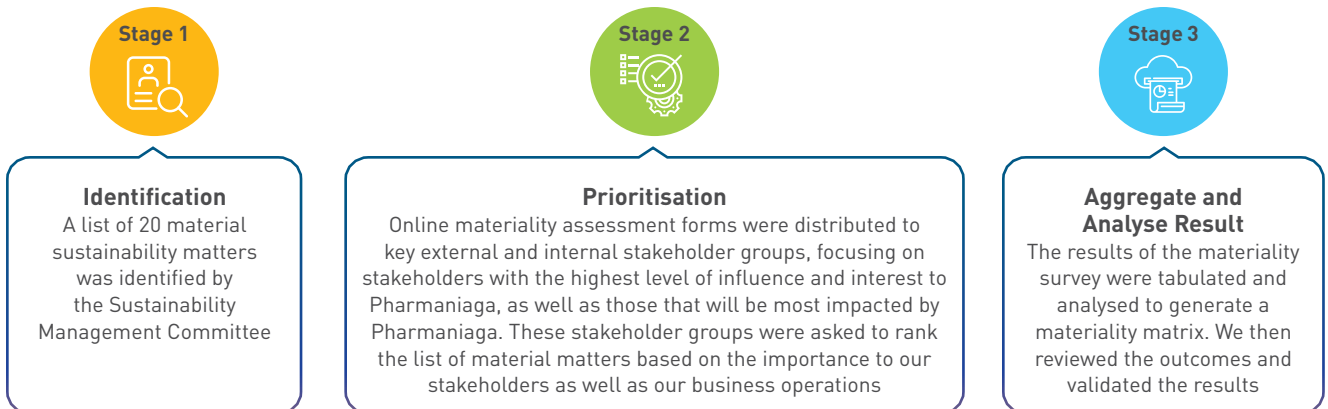 Stage 1
Identification
A list of 20 material
sustainability matters
was identified by
the Sustainability
Management Committee
Stage 2
Prioritisation
Online materiality assessment forms were distributed to
key external and internal stakeholder groups, focusing on
stakeholders with the highest level of influence and interest to
Pharmaniaga, as well as those that will be most impacted by
Pharmaniaga. These stakeholder groups were asked to rank
the list of material matters based on the importance to our
stakeholders as well as our business operations
Stage 3
Aggregate and
Analyse Result
The results of the materiality
survey were tabulated and
analysed to generate a
materiality matrix. We then
reviewed the outcomes and
validated the results